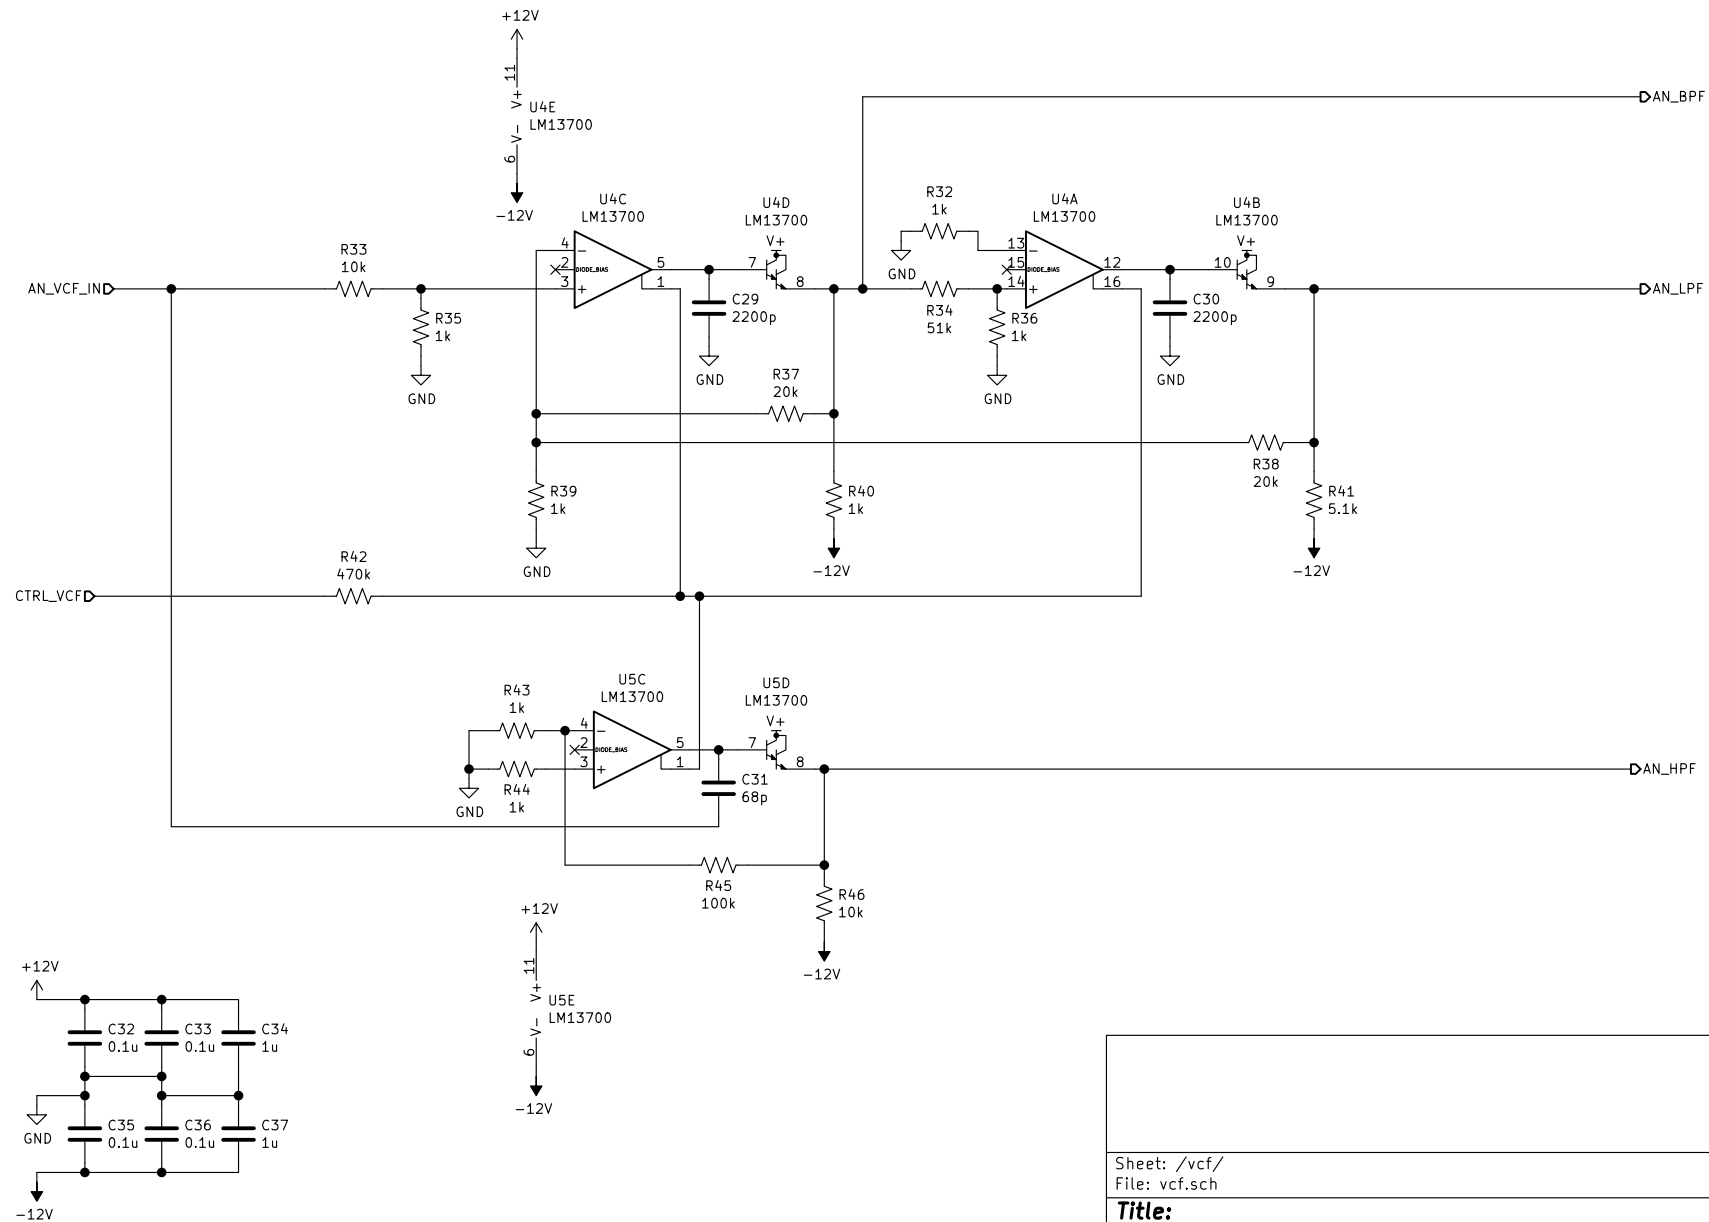 +12V
11
V+
U4E
LM13700
V-
6
-12V
AN_BPF
U4C
LM13700
U4D
LM13700
V+
R32
1k
GND
U4A
LM13700
U4B
LM13700
V+
R33
10k
AN_VCF_IN
4
2
3
DIODE_BIAS
-
+
5
1
7
8
C29
2200p
GND
R34
51k
R36
1k
GND
13
15
14
DIODE_BIAS
-
+
12
16
10
9
C30
2200p
GND
AN_LPF
R35
1k
GND
R37
20k
R38
20k
R39
1k
GND
R40
1k
-12V
R41
5.1k
-12V
R42
470k
CTRL_VCF
U5C
LM13700
U5D
LM13700
V+
R43
1k
R44
1k
GND
4
2
3
DIODE_BIAS
-
+
5
1
7
8
C31
68p
AN_HPF
R45
100k
R46
10k
-12V
+12V
11
V+
U5E
LM13700
V-
6
-12V
+12V
C32
0.1u
C33
0.1u
C34
1u
GND
C35
0.1u
C36
0.1u
C37
1u
-12V
Sheet: /vcf/
File: vcf.sch
Title: